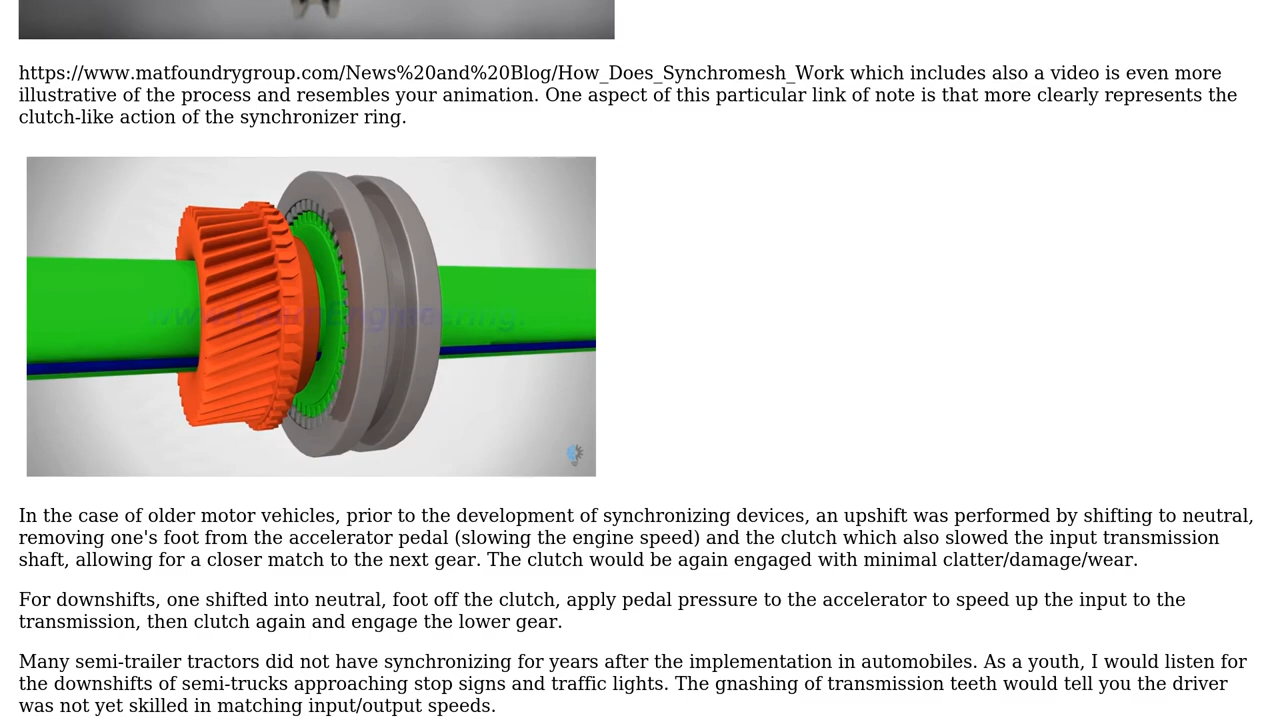 https://www.matfoundrygroup.com/News%20and%20Blog/How_Does_Synchromesh_Work which includes also a video is even more
illustrative of the process and resembles your animation. One aspect of this particular link of note is that more clearly represents the
clutch-like action of the synchronizer ring.
In the case of older motor vehicles, prior to the development of synchronizing devices, an upshift was performed by shifting to neutral,
removing one's foot from the accelerator pedal (slowing the engine speed) and the clutch which also slowed the input transmission
shaft, allowing for a closer match to the next gear. The clutch would be again engaged with minimal clatter/damage/wear.
For downshifts, one shifted into neutral, foot off the clutch, apply pedal pressure to the accelerator to speed up the input to the
transmission, then clutch again and engage the lower gear.
Many semi-trailer tractors did not have synchronizing for years after the implementation in automobiles. As a youth, I would listen for
the downshifts of semi-trucks approaching stop signs and traffic lights. The gnashing of transmission teeth would tell you the driver
was not yet skilled in matching input/output speeds.